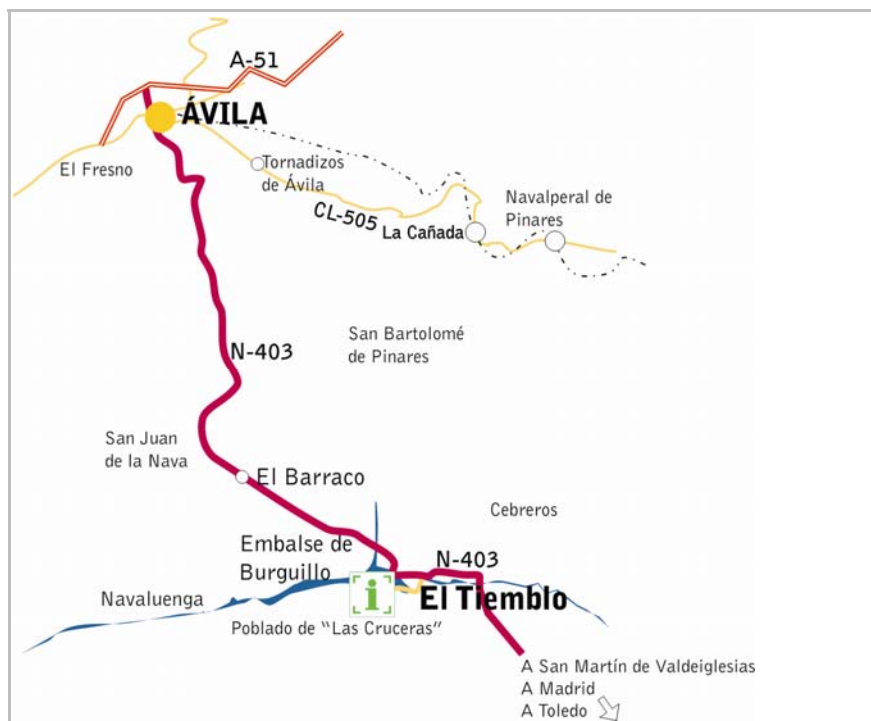 A-51
ÁVILA
El Fresno
Tornadizos
de Ávila
CL-505
La Cañada
Navalperal de
Pinares
N-403
San Bartolomé
de Pinares
San Juan
de la Nava
El Barraco
Cebreros
Embalse de
Burguillo
N-403
Navaluenga
i
El Tiemblo
Poblado de "Las Cruceras"
A San Martín de Valdeiglesias
A Madrid
A Toledo